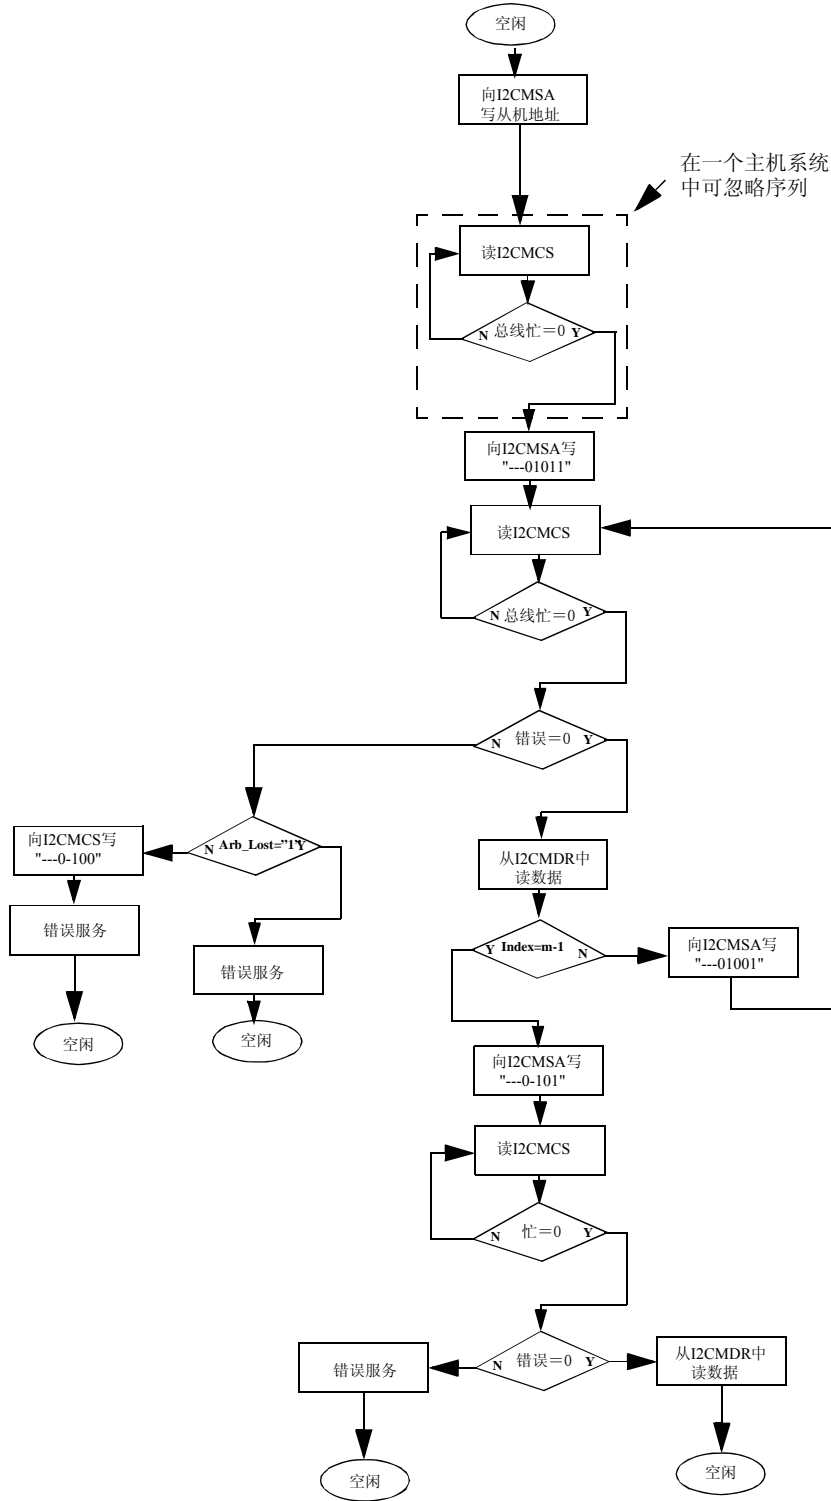 空闲
向I2CMSA
写从机地址
在一个主机系统
中可忽略序列
读I2CMCS
N 总线忙＝0 Y
向I2CMSA写
"---01011"
读I2CMCS
N 总线忙＝0 Y
N 错误＝0 Y
向I2CMCS写
"---0-100"
N Arb_Lost="1" Y
从I2CMDR中
读数据
错误服务
错误服务
Y Index=m-1 N
向I2CMSA写
"---01001"
空闲
空闲
向I2CMSA写
"---0-101"
读I2CMCS
N 忙＝0 Y
错误服务
N 错误＝0 Y
从I2CMDR中
读数据
空闲
空闲